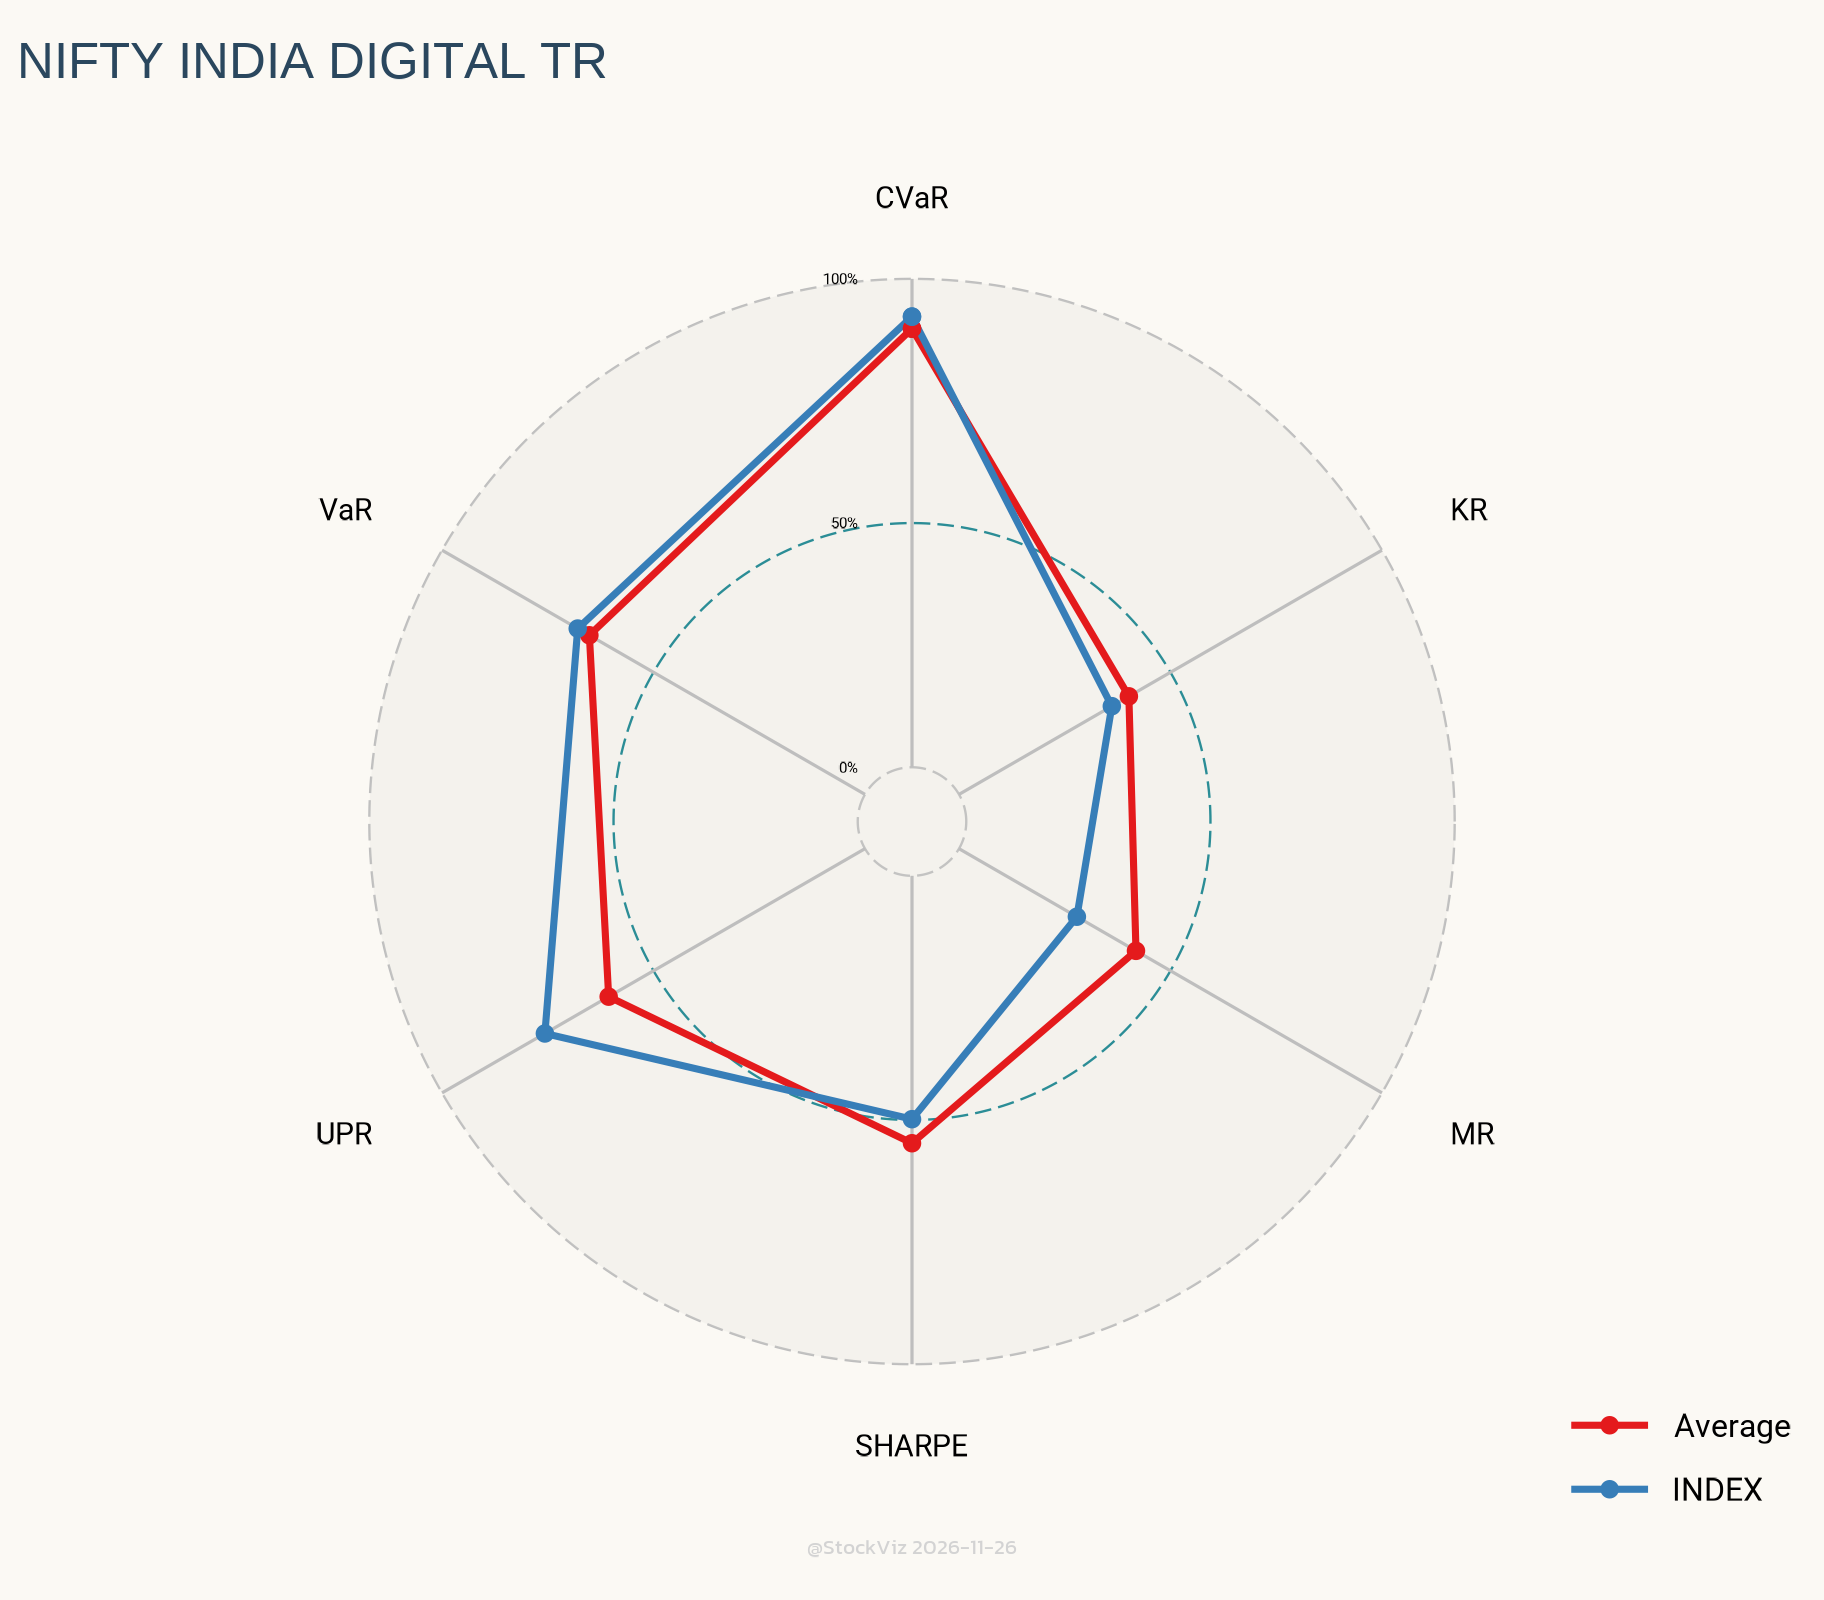 NIFTY INDIA DIGITAL TR
CVaR
100%
VaR
KR
50%
0%
UPR
MR
SHARPE
Average
INDEX
@StockViz 2026-11-26